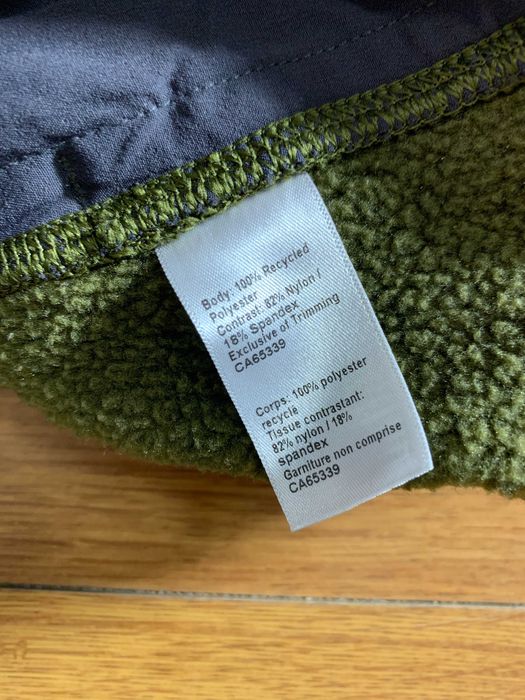 Body: 100% Recycled
Polyester
Contrast: 82% Nylon /
18% Spandex
Exclusive of Trimming
CA65339
Corps: 100% polyester
recyclé
Tissue contrastant:
82% nylon / 18%
spandex
Garniture non comprise
CA65339